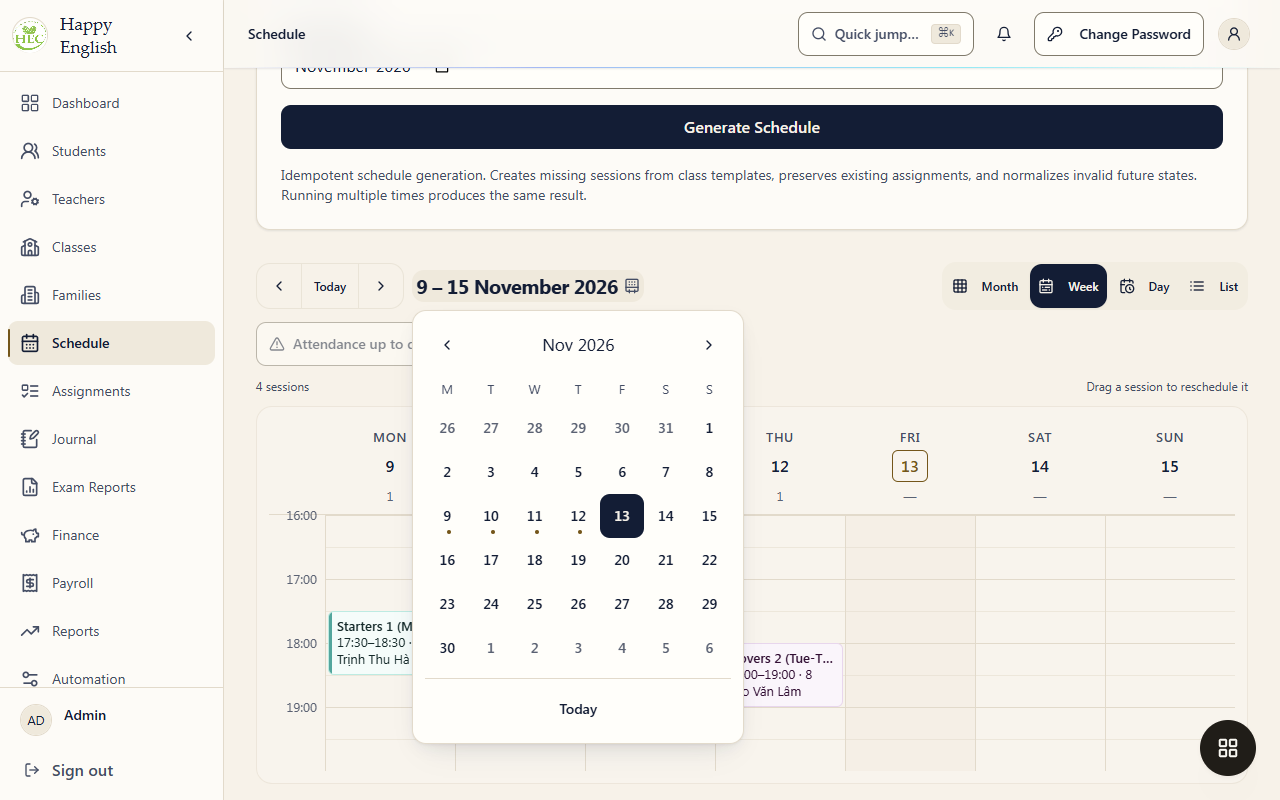 HEC
Happy
English
Schedule
Quick jump...
⌘K
Change Password
Dashboard
Students
Teachers
Classes
Families
Schedule
Assignments
Journal
Exam Reports
Finance
Payroll
Reports
Automation
AD
Admin
Sign out
November 2026
Generate Schedule
Idempotent schedule generation. Creates missing sessions from class templates, preserves existing assignments, and normalizes invalid future states.
Running multiple times produces the same result.
Today
9 – 15 November 2026
Month
Week
Day
List
Attendance up to
4 sessions
Drag a session to reschedule it
Nov 2026
M T W T F S S
26 27 28 29 30 31 1
2 3 4 5 6 7 8
9 10 11 12 13 14 15
16 17 18 19 20 21 22
23 24 25 26 27 28 29
30 1 2 3 4 5 6
Today
MON
9
1
THU
12
1
FRI
13
—
SAT
14
—
SUN
15
—
16:00
17:00
18:00
19:00
Starters 1 (M
17:30–18:30 ·
Trịnh Thu Hà
overs 2 (Tue-T...
00–19:00 · 8
o Văn Lâm